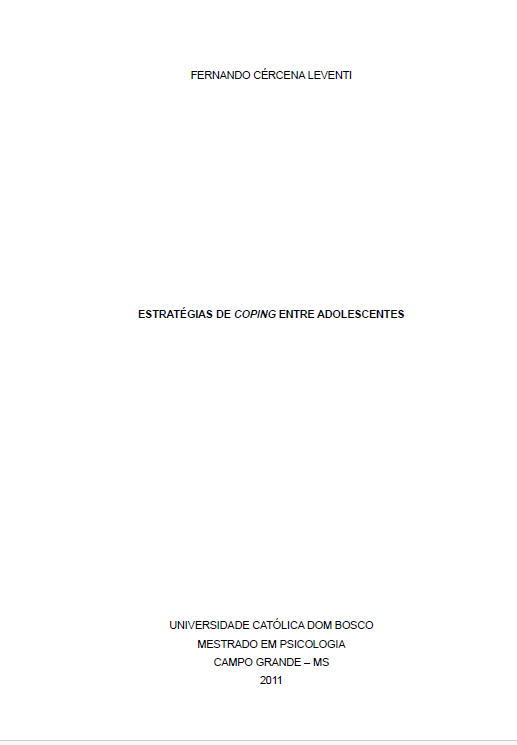 FERNANDO CÉRCENA LEVENTI
ESTRATÉGIAS DE COPING ENTRE ADOLESCENTES
UNIVERSIDADE CATÓLICA DOM BOSCO
MESTRADO EM PSICOLOGIA
CAMPO GRANDE – MS
2011